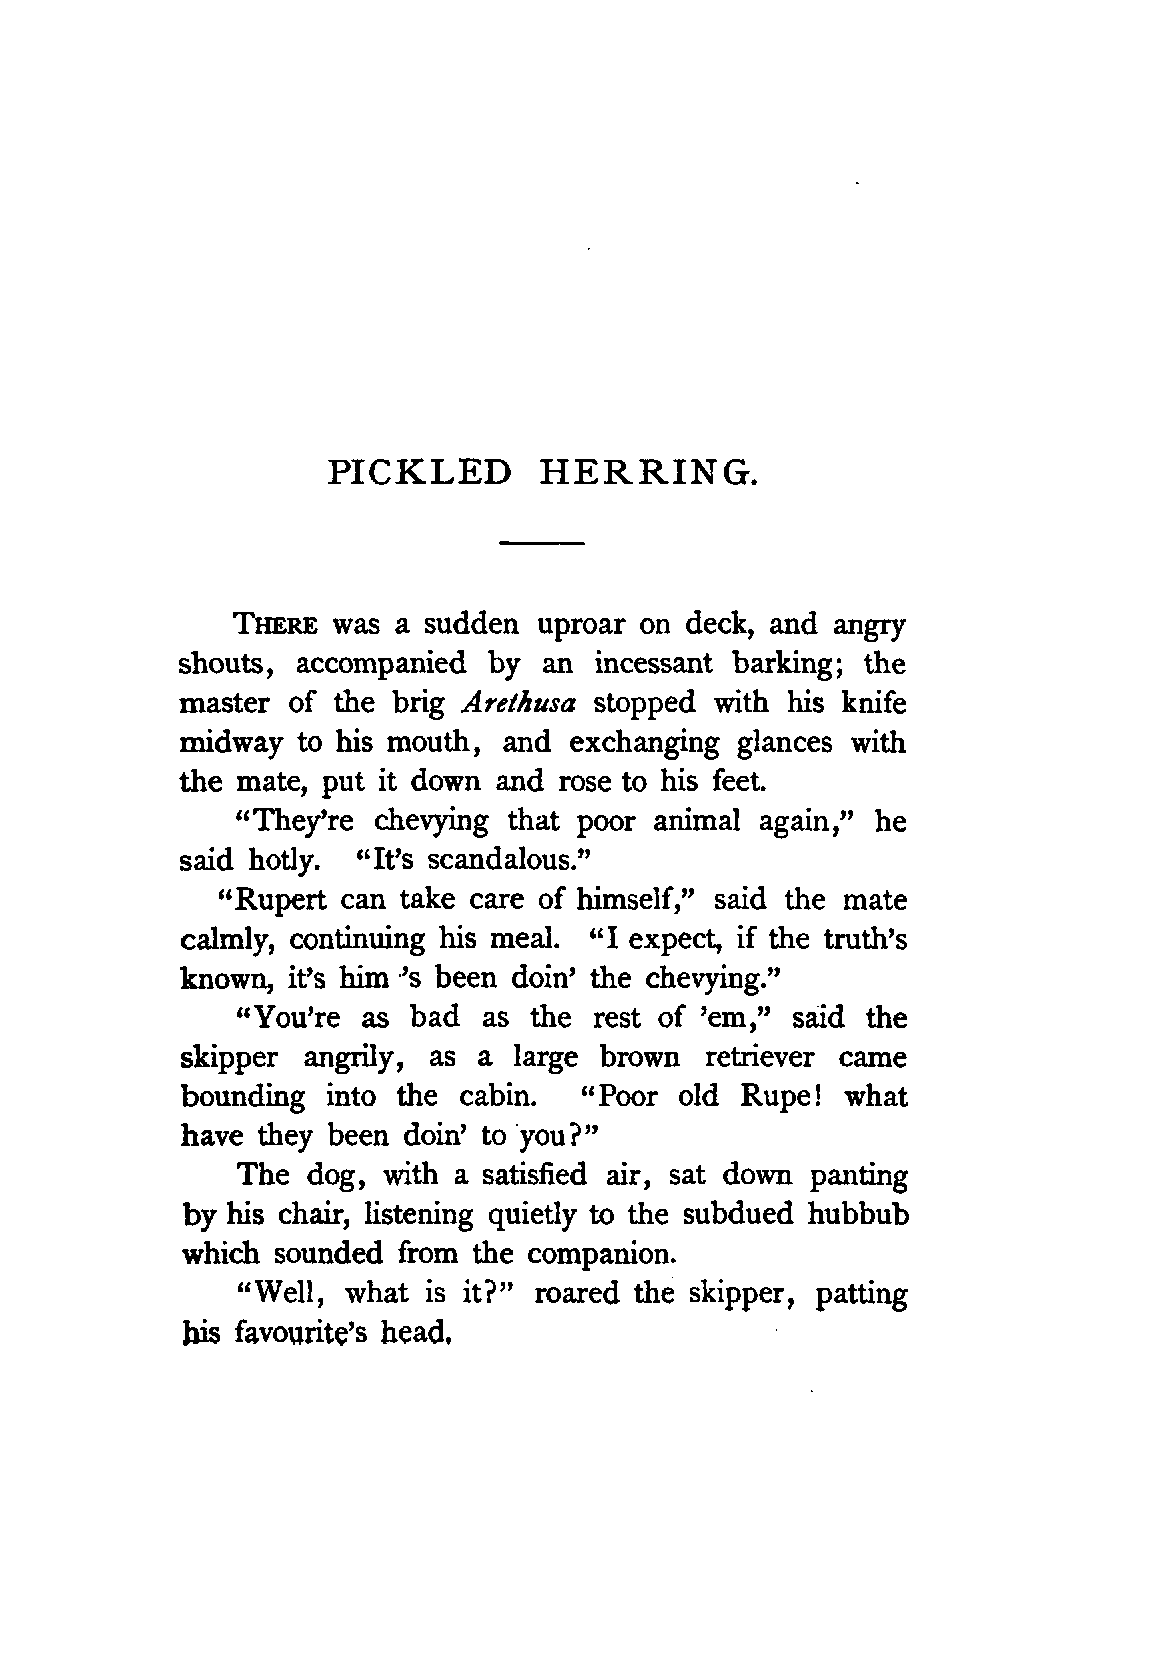 PICKLED HERRING.
THERE was a sudden uproar on deck, and angry
shouts, accompanied by an incessant barking; the
master of the brig Arethusa stopped with his knife
midway to his mouth, and exchanging glances with
the mate, put it down and rose to his feet.
“They’re chevying that poor animal again,” he
said hotly. “It’s scandalous.”
“Rupert can take care of himself,” said the mate
calmly, continuing his meal. “I expect, if the truth’s
known, it’s him ’s been doin’ the chevying.”
“You’re as bad as the rest of ’em,” said the
skipper angrily, as a large brown retriever came
bounding into the cabin. “Poor old Rupe! what
have they been doin’ to you?”
The dog, with a satisfied air, sat down panting
by his chair, listening quietly to the subdued hubbub
which sounded from the companion.
“Well, what is it?” roared the skipper, patting
his favourite’s head.